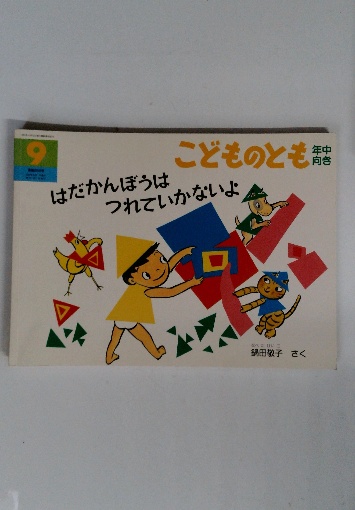 9
こどものとも 年中向き
はだかんぼうは
つれていかないよ
鍋田敬子 さく